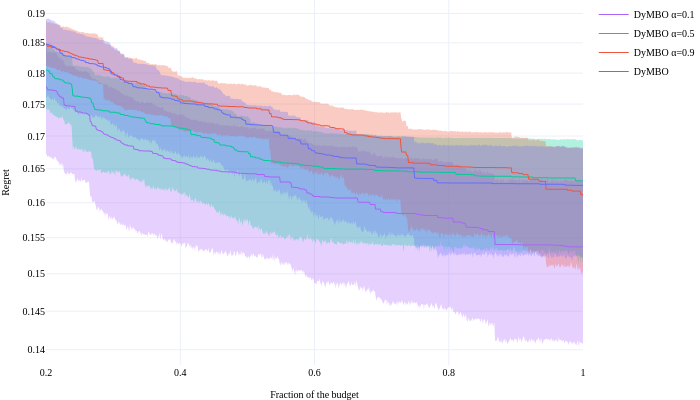 0.19
0.185
0.18
0.175
0.17
0.165
0.16
0.155
0.15
0.145
0.14
Regret
0.2
0.4
0.6
0.8
1
Fraction of the budget
DyMBO α=0.1
DyMBO α=0.5
DyMBO α=0.9
DyMBO